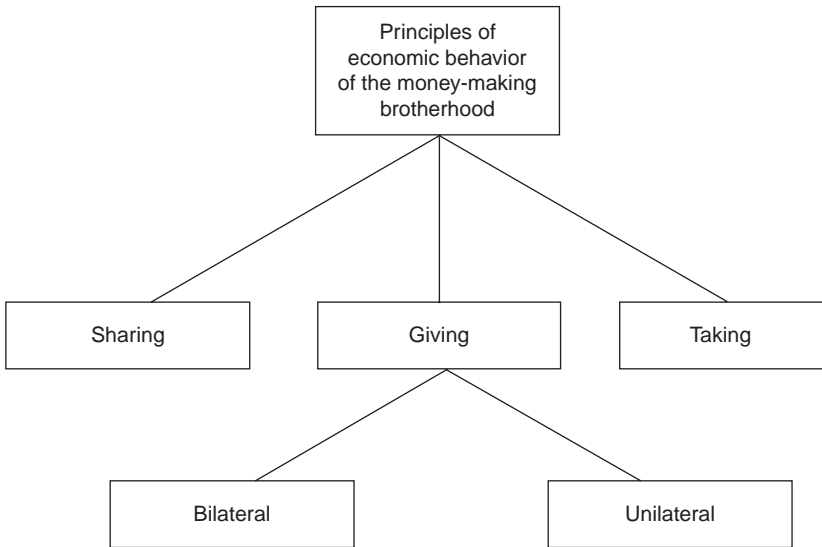 Principles of
economic behavior
of the money-making
brotherhood
Sharing
Giving
Taking
Bilateral
Unilateral